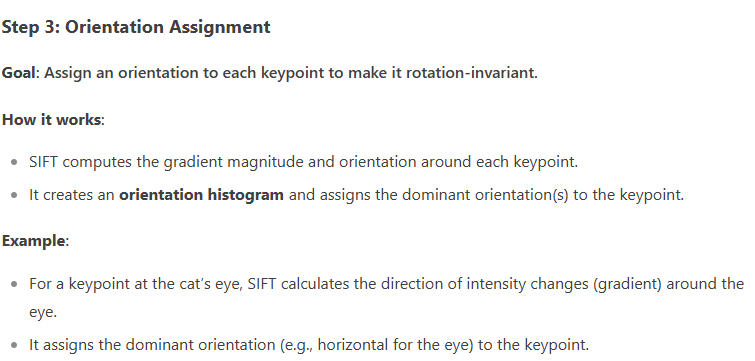 Step 3: Orientation Assignment
Goal: Assign an orientation to each keypoint to make it rotation-invariant.
How it works:
SIFT computes the gradient magnitude and orientation around each keypoint.
It creates an orientation histogram and assigns the dominant orientation(s) to the keypoint.
Example:
For a keypoint at the cat’s eye, SIFT calculates the direction of intensity changes (gradient) around the
eye.
It assigns the dominant orientation (e.g., horizontal for the eye) to the keypoint.